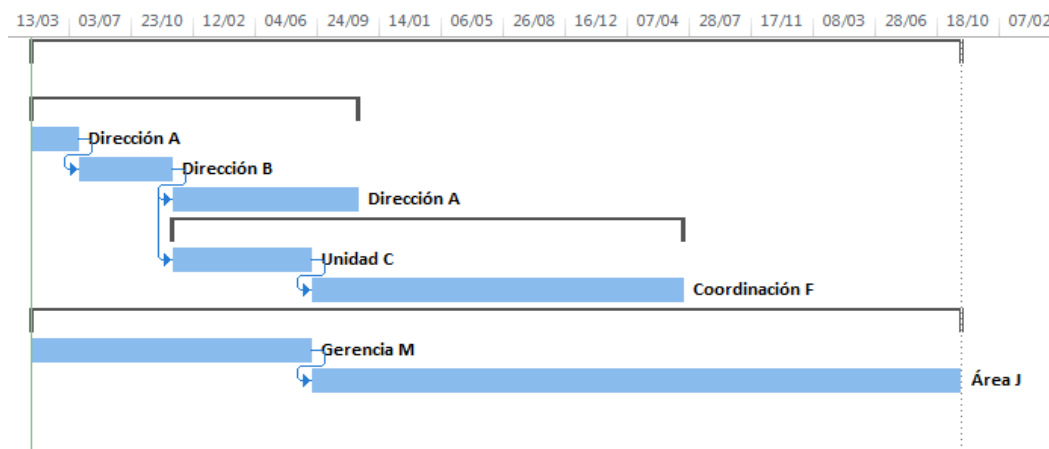 13/03 03/07 23/10 12/02 04/06 24/09 14/01 06/05 26/08 16/12 07/04 28/07 17/11 08/03 28/06 18/10 07/02
Dirección A
Dirección B
Dirección A
Unidad C
Coordinación F
Gerencia M
Área J